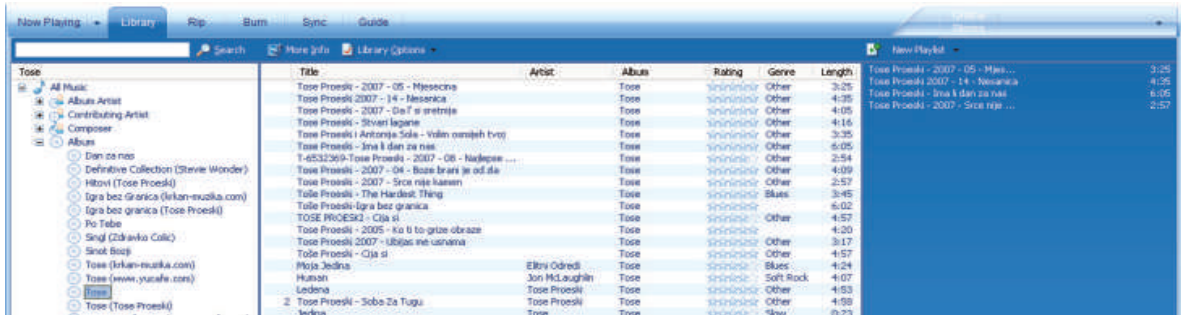 Now Playing Library Rip Burn Sync Guide
Search More Info Library Options New Playlist
Tose
All Music
Album Artist
Contributing Artist
Composer
Album
Dan za nas
Definitive Collection (Stevie Wonder)
Hitovi (Tose Proeski)
Igra bez Granica (krkan-muzika.com)
Igra bez granica (Tose Proeski)
Po Tebe
Singl (Zdravko Colic)
Sinot Bozji
Tose (krkan-muzika.com)
Tose (www.yucafe.com)
Tose
Tose (Tose Proeski)
Title Artist Album Rating Genre Length
Tose Proeski - 2007 - 05 - Mjesecina Tose Other 3:25
Tose Proeski 2007 - 14 - Nesanica Tose Other 4:35
Tose Proeski - 2007 - Da l' si sretnija Tose Other 4:05
Tose Proeski - Stvari lagane Tose Other 4:16
Tose Proeski i Antonija Sola - Volim osmijeh tvoj Tose Other 3:35
Tose Proeski - Ima li dan za nas Tose Other 6:05
T-6532369-Tose Proeski - 2007 - 08 - Najlepse ... Tose Other 2:54
Tose Proeski - 2007 - 04 - Boze brani je od zla Tose Other 4:09
Tose Proeski - 2007 - Srce nije kamen Tose Other 2:57
Toše Proeski - The Hardest Thing Tose Blues 3:45
Toše Proeski-Igra bez granica Tose 6:02
TOSE PROESKI - Cija si Tose Other 4:57
Tose Proeski - 2005 - Ko ti to grize obraze Tose 4:20
Tose Proeski 2007 - Ubijas me usnama Tose Other 3:17
Toše Proeski - Cija si Tose Other 4:57
Moja Jedina Elitni Odredi Tose Blues 4:24
Human Jon McLaughlin Tose Soft Rock 4:07
Ledena Tose Proeski Tose Other 4:53
2 Tose Proeski - Soba Za Tugu Tose Proeski Tose Other 4:58
Jedina Tose Tose Slow 0:23
Tose Proeski - 2007 - 05 - Mjes... 3:25
Tose Proeski 2007 - 14 - Nesanica 4:35
Tose Proeski - Ima li dan za nas 6:05
Tose Proeski - 2007 - Srce nije ... 2:57